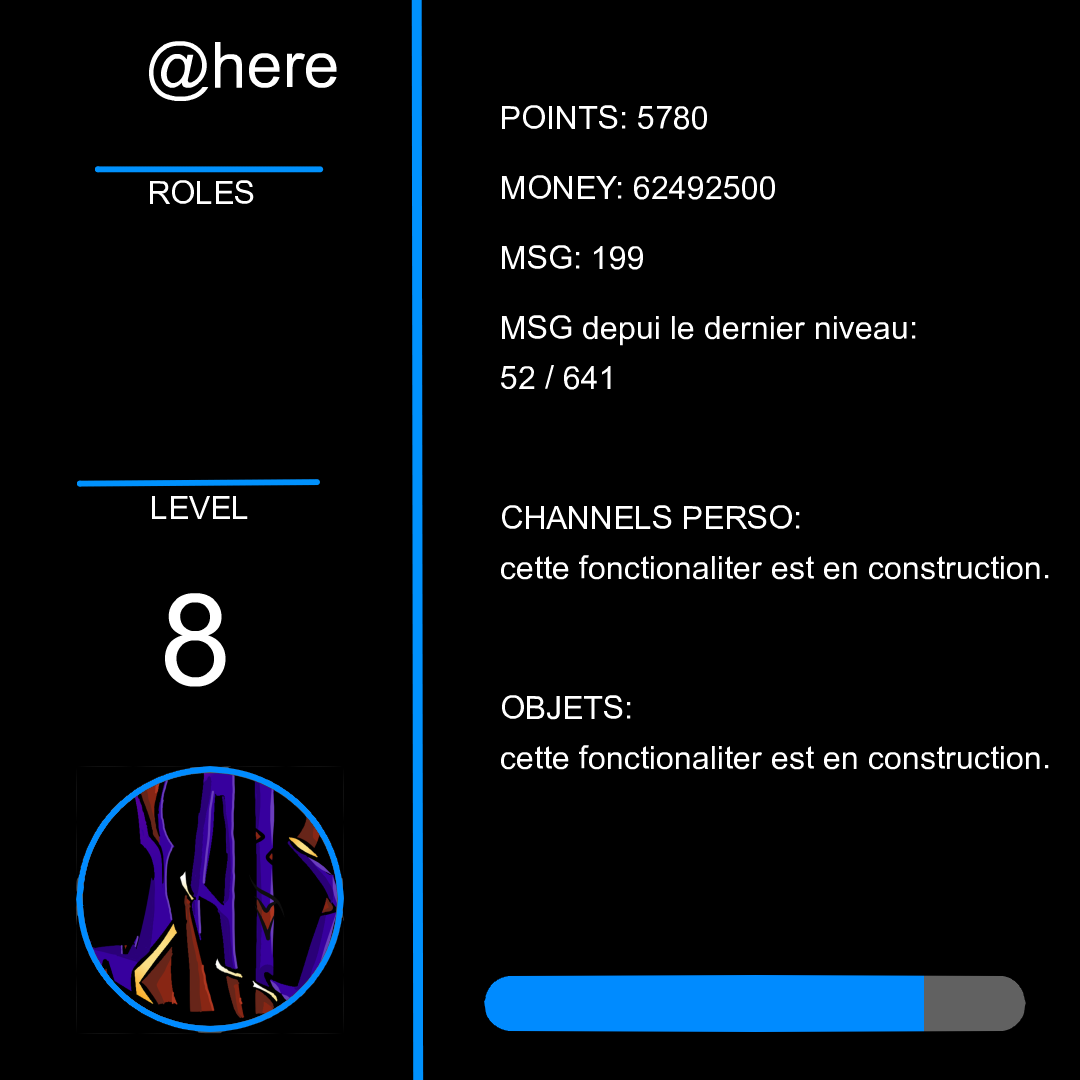 @here
ROLES
LEVEL
8
POINTS: 5780
MONEY: 62492500
MSG: 199
MSG depui le dernier niveau:
52 / 641
CHANNELS PERSO:
cette fonctionaliter est en construction.
OBJETS:
cette fonctionaliter est en construction.